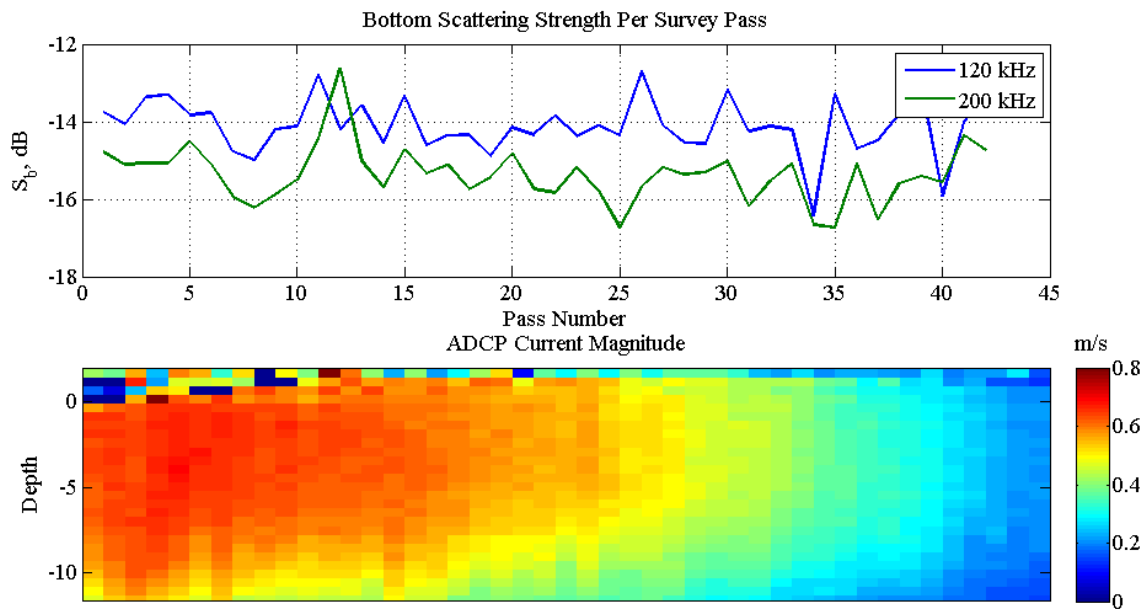 Bottom Scattering Strength Per Survey Pass
-12
-14
-16
-18
S_b, dB
120 kHz
200 kHz
0 5 10 15 20 25 30 35 40 45
Pass Number
ADCP Current Magnitude
m/s
0
-5
-10
Depth
0.8
0.6
0.4
0.2
0